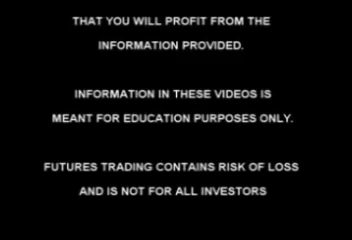 THAT YOU WILL PROFIT FROM THE
INFORMATION PROVIDED.
INFORMATION IN THESE VIDEOS IS
MEANT FOR EDUCATION PURPOSES ONLY.
FUTURES TRADING CONTAINS RISK OF LOSS
AND IS NOT FOR ALL INVESTORS